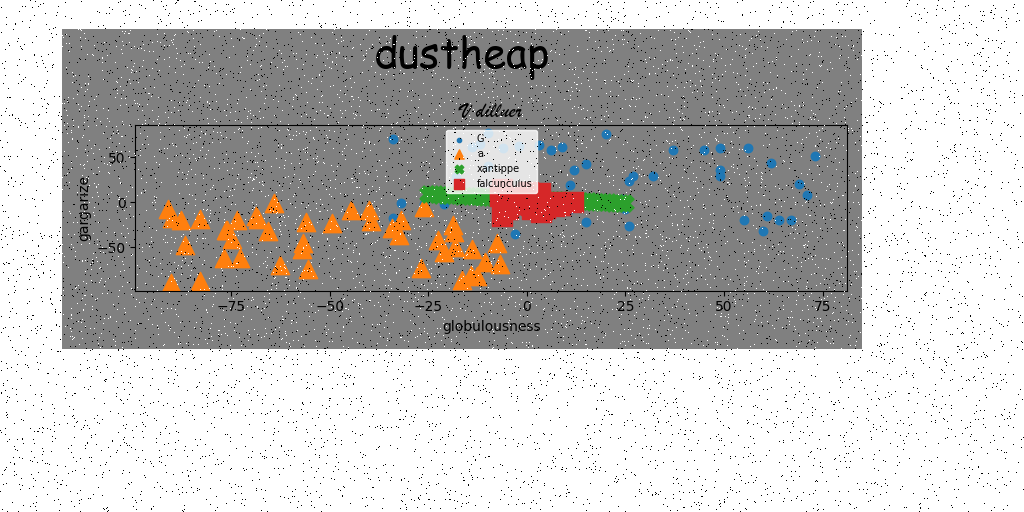 dustheap
V dilluer
G
a
xantippe
falcunculus
50
0
−50
gargarize
−75 −50 −25 0 25 50 75
globulousness